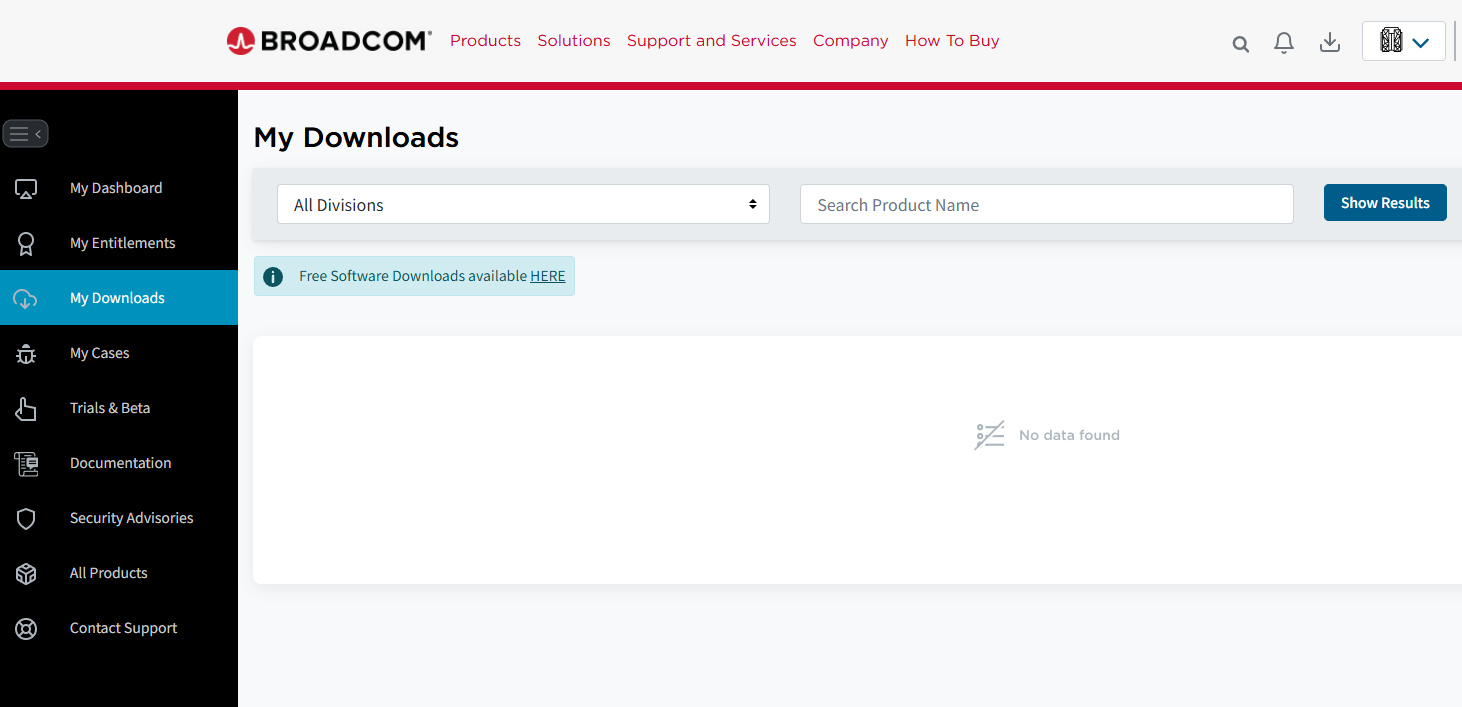 BROADCOM® Products Solutions Support and Services Company How To Buy
My Downloads
All Divisions Search Product Name Show Results
Free Software Downloads available HERE
No data found
My Dashboard
My Entitlements
My Downloads
My Cases
Trials & Beta
Documentation
Security Advisories
All Products
Contact Support